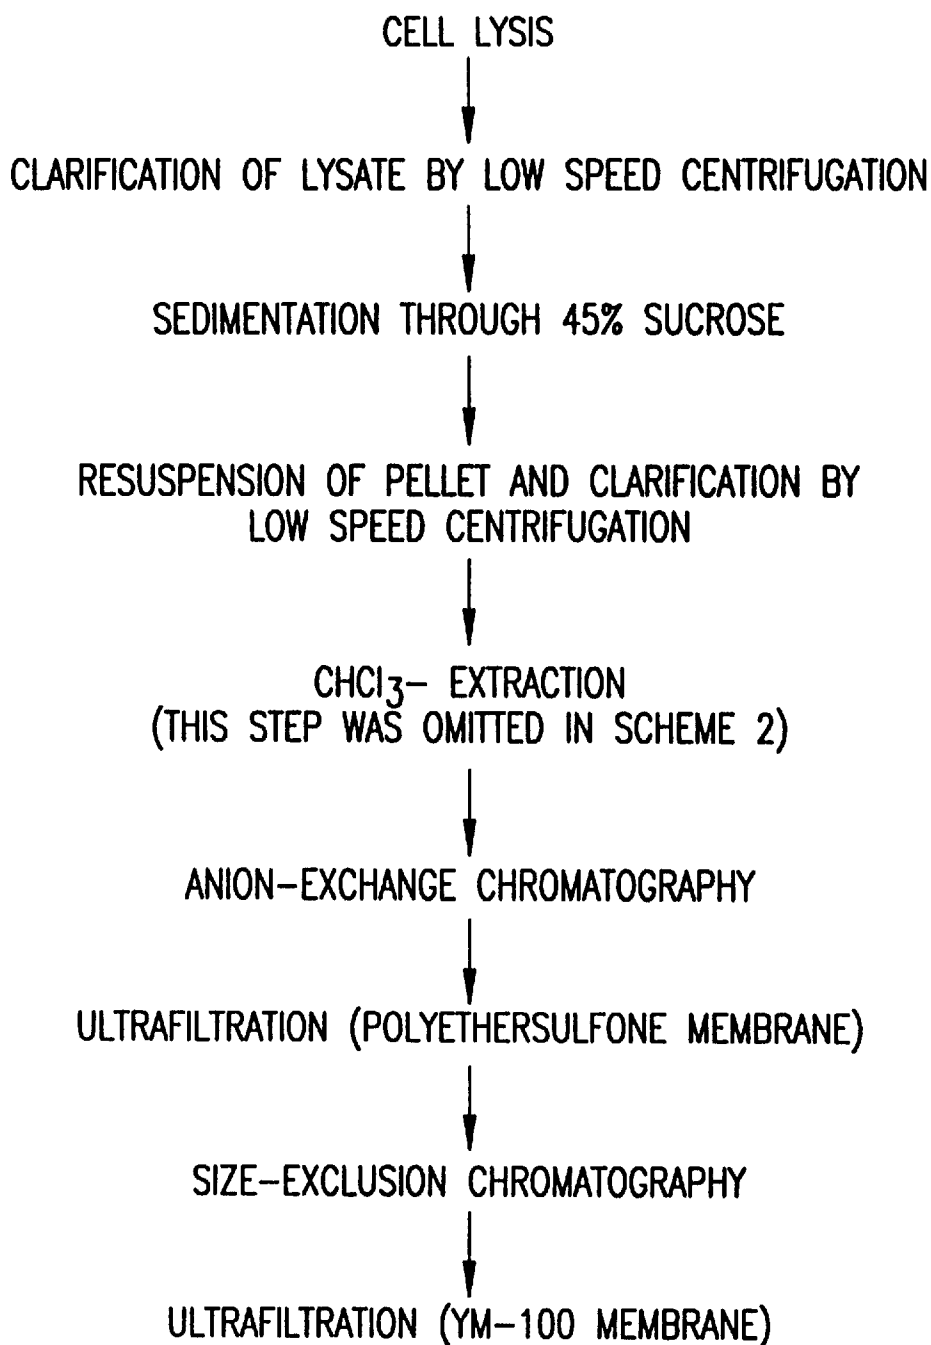 CELL LYSIS
CLARIFICATION OF LYSATE BY LOW SPEED CENTRIFUGATION
SEDIMENTATION THROUGH 45% SUCROSE
RESUSPENSION OF PELLET AND CLARIFICATION BY
LOW SPEED CENTRIFUGATION
CHCl3- EXTRACTION
(THIS STEP WAS OMITTED IN SCHEME 2)
ANION-EXCHANGE CHROMATOGRAPHY
ULTRAFILTRATION (POLYETHERSULFONE MEMBRANE)
SIZE-EXCLUSION CHROMATOGRAPHY
ULTRAFILTRATION (YM-100 MEMBRANE)